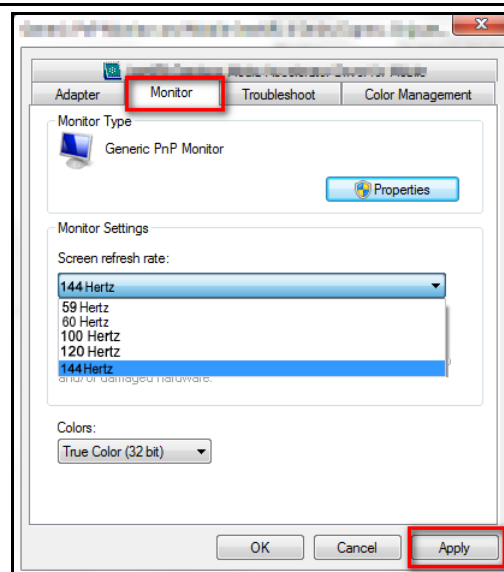 Adapter
Monitor
Troubleshoot
Color Management
Monitor Type
Generic PnP Monitor
Properties
Monitor Settings
Screen refresh rate:
144 Hertz
59 Hertz
60 Hertz
100 Hertz
120 Hertz
144 Hertz
and/or damaged hardware.
Colors:
True Color (32 bit)
OK
Cancel
Apply